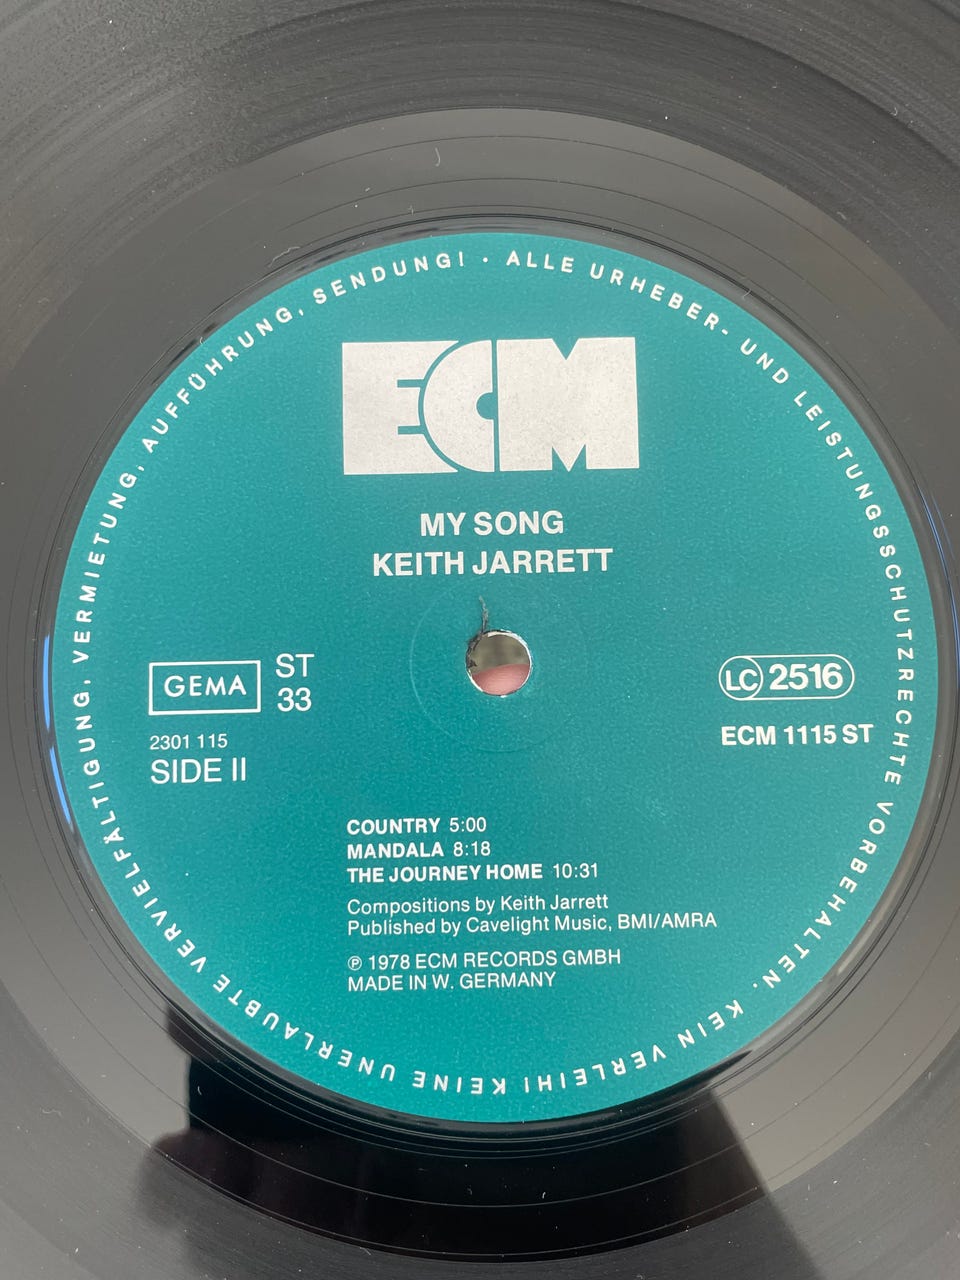 ALLE URHEBER- UND LEISTUNGSSCHUTZRECHTE VORBEHALTEN. KEIN VERLEIH! KEINE UNERLAUBTE VERVIELFÄLTIGUNG, VERMIETUNG, AUFFÜHRUNG, SENDUNG! •
ECM
MY SONG
KEITH JARRETT
GEMA
ST
33
2301 115
SIDE II
LC 2516
ECM 1115 ST
COUNTRY 5:00
MANDALA 8:18
THE JOURNEY HOME 10:31
Compositions by Keith Jarrett
Published by Cavelight Music, BMI/AMRA
℗ 1978 ECM RECORDS GMBH
MADE IN W. GERMANY